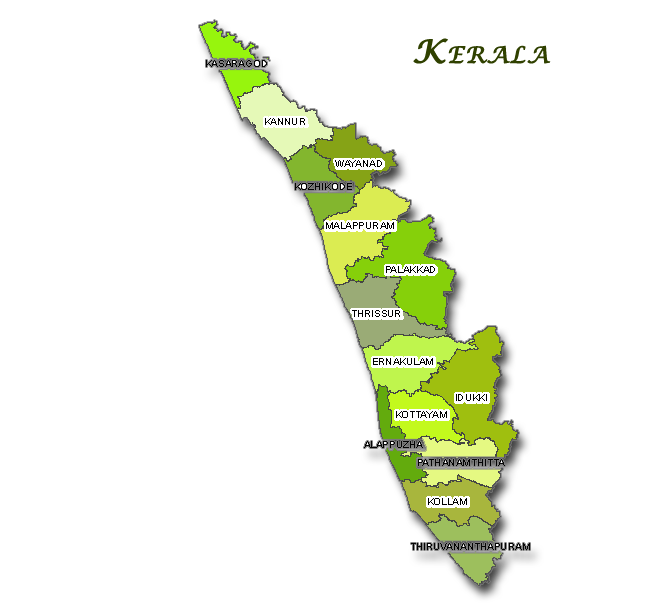 KERALA
KASARAGOD
KANNUR
WAYANAD
KOZHIKODE
MALAPPURAM
PALAKKAD
THRISSUR
ERNAKULAM
IDUKKI
KOTTAYAM
ALAPPUZHA
PATHANAMTHITTA
KOLLAM
THIRUVANANTHAPURAM